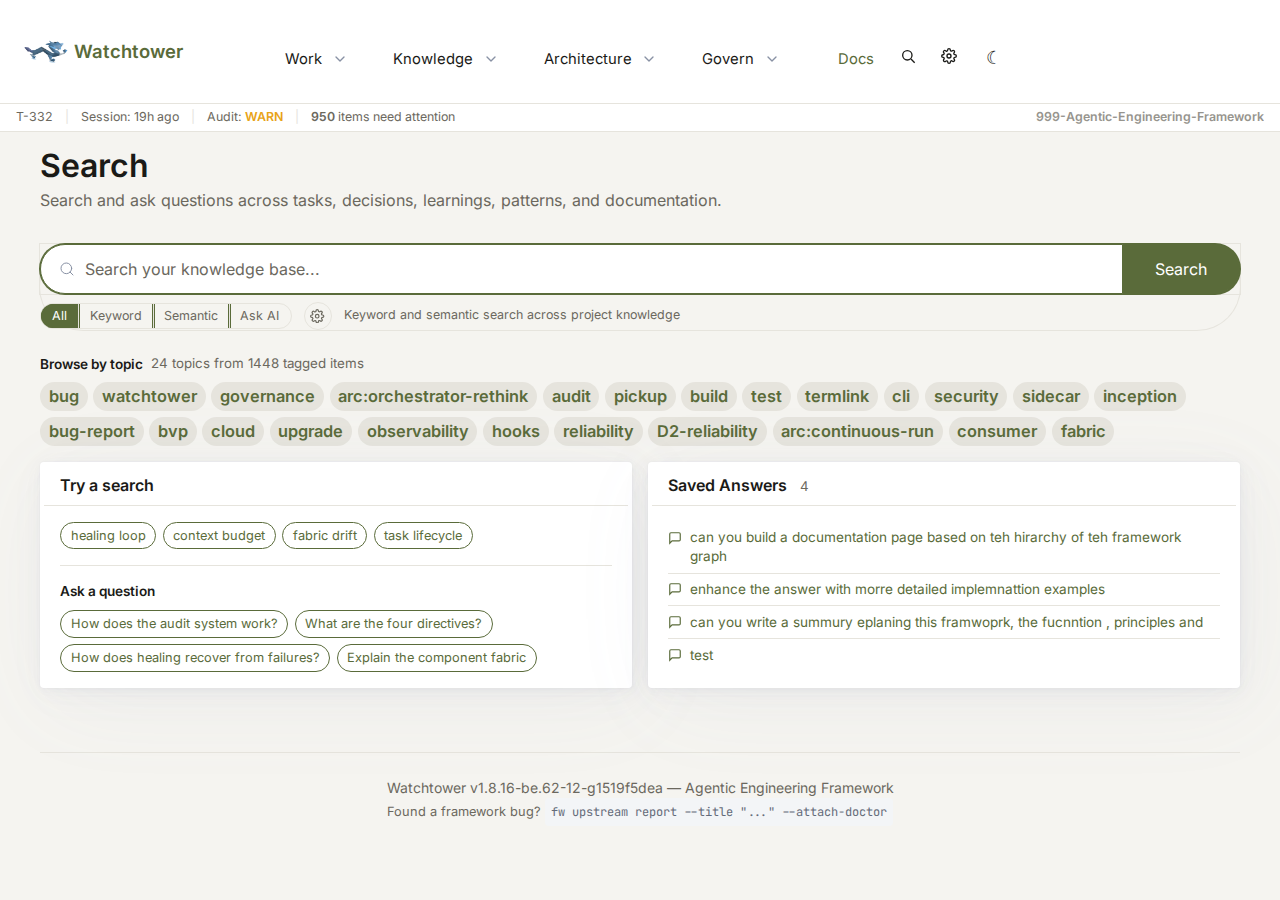 Watchtower
Work Knowledge Architecture Govern Docs
T-332 Session: 19h ago Audit: WARN 950 items need attention 999-Agentic-Engineering-Framework
Search
Search and ask questions across tasks, decisions, learnings, patterns, and documentation.
Search your knowledge base... Search
All Keyword Semantic Ask AI Keyword and semantic search across project knowledge
Browse by topic 24 topics from 1448 tagged items
bug watchtower governance arc:orchestrator-rethink audit pickup build test termlink cli security sidecar inception
bug-report bvp cloud upgrade observability hooks reliability D2-reliability arc:continuous-run consumer fabric
Try a search
healing loop context budget fabric drift task lifecycle
Ask a question
How does the audit system work? What are the four directives?
How does healing recover from failures? Explain the component fabric
Saved Answers 4
can you build a documentation page based on teh hirarchy of teh framework
graph
enhance the answer with morre detailed implemnattion examples
can you write a summury eplaning this framwoprk, the fucnntion , principles and
test
Watchtower v1.8.16-be.62-12-g1519f5dea — Agentic Engineering Framework
Found a framework bug? fw upstream report --title "..." --attach-doctor